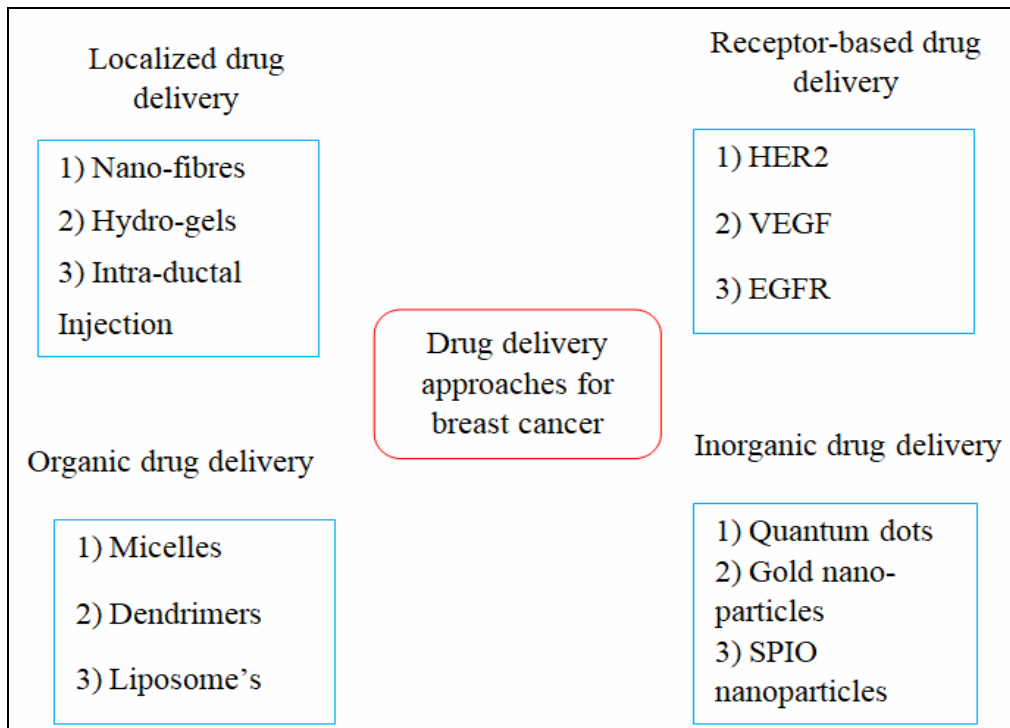 Localized drug
delivery
1) Nano-fibres
2) Hydro-gels
3) Intra-ductal
Injection
Receptor-based drug
delivery
1) HER2
2) VEGF
3) EGFR
Drug delivery
approaches for
breast cancer
Organic drug delivery
1) Micelles
2) Dendrimers
3) Liposome’s
Inorganic drug delivery
1) Quantum dots
2) Gold nano-
particles
3) SPIO
nanoparticles